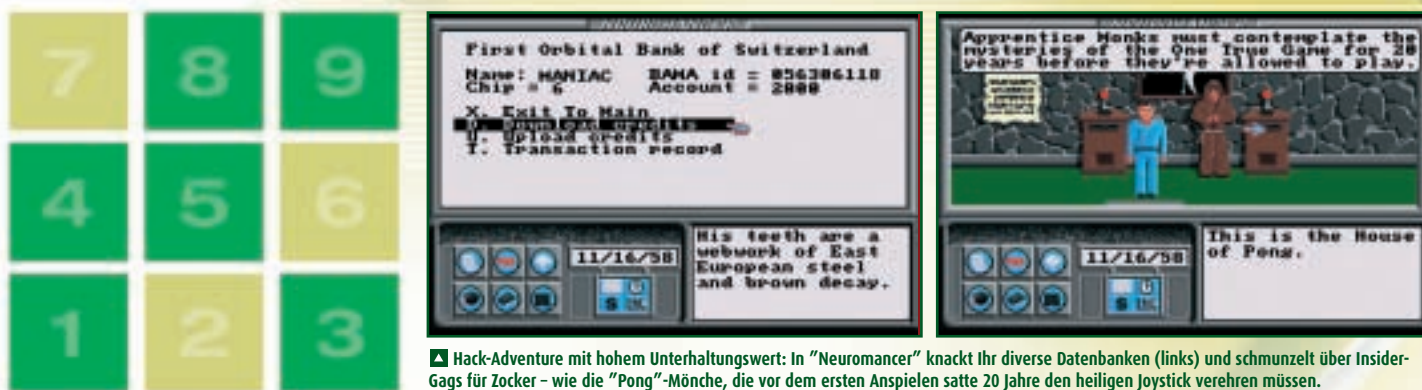 7 8 9
4 5 6
1 2 3
First Orbital Bank of Switzerland
Name: MANIAC BAMA id = 056306118
Chip = 6 Account = 2000
X. Exit To Main
D. Download credits
U. Upload credits
T. Transaction record
11/16/58
His teeth are a
webwork of East
European steel
and brown decay.
Apprentice Monks must contemplate the
mysteries of the One True Game for 20
years before they're allowed to play.
11/16/58
This is the House
of Pong.
Hack-Adventure mit hohem Unterhaltungswert: In "Neuromancer" knackt Ihr diverse Datenbanken (links) und schmunzelt über Insider-
Gags für Zocker – wie die "Pong"-Mönche, die vor dem ersten Anspielen satte 20 Jahre den heiligen Joystick verehren müssen.